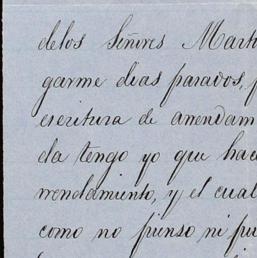 delos Señores Mart
garme dias parados, p
escritura de arrendam
da tengo yo que hac
rrendamiento, y el cual
como no pienso ni pu